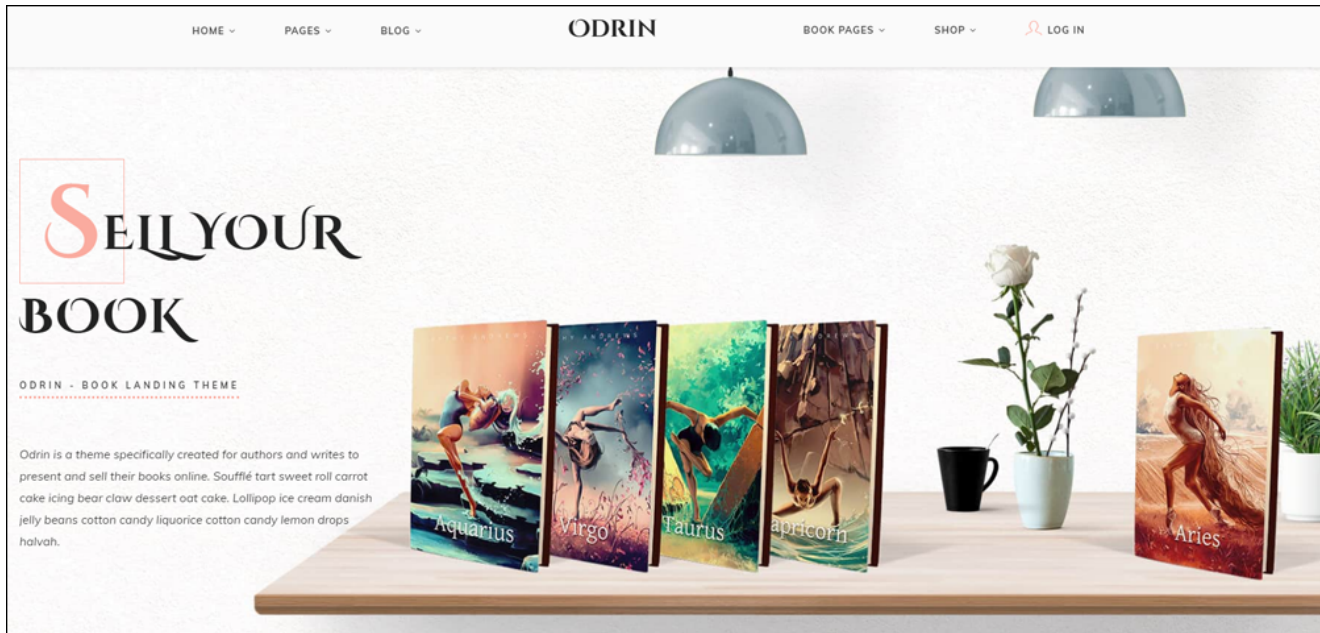 HOME PAGES BLOG ODRIN BOOK PAGES SHOP LOG IN
SELL YOUR
BOOK
ODRIN - BOOK LANDING THEME
Odrin is a theme specifically created for authors and writes to
present and sell their books online. Soufflé tart sweet roll carrot
cake icing bear claw dessert oat cake. Lollipop ice cream danish
jelly beans cotton candy liquorice cotton candy lemon drops
halvah.
Aquarius
Virgo
Taurus
apricorn
Aries